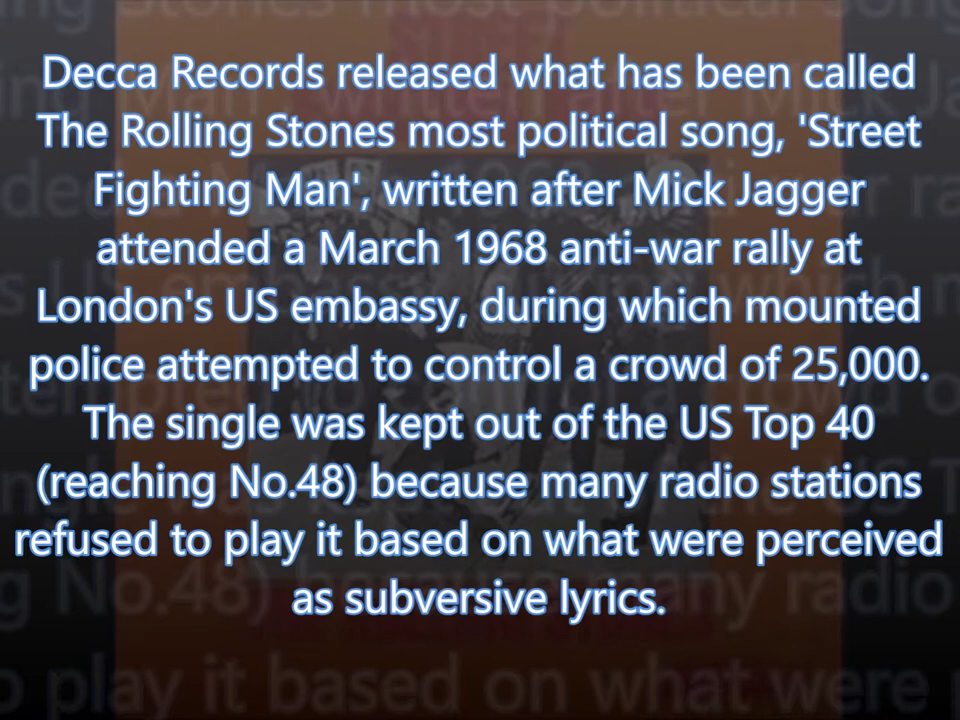 Decca Records released what has been called
The Rolling Stones most political song, 'Street
Fighting Man', written after Mick Jagger
attended a March 1968 anti-war rally at
London's US embassy, during which mounted
police attempted to control a crowd of 25,000.
The single was kept out of the US Top 40
(reaching No.48) because many radio stations
refused to play it based on what were perceived
as subversive lyrics.